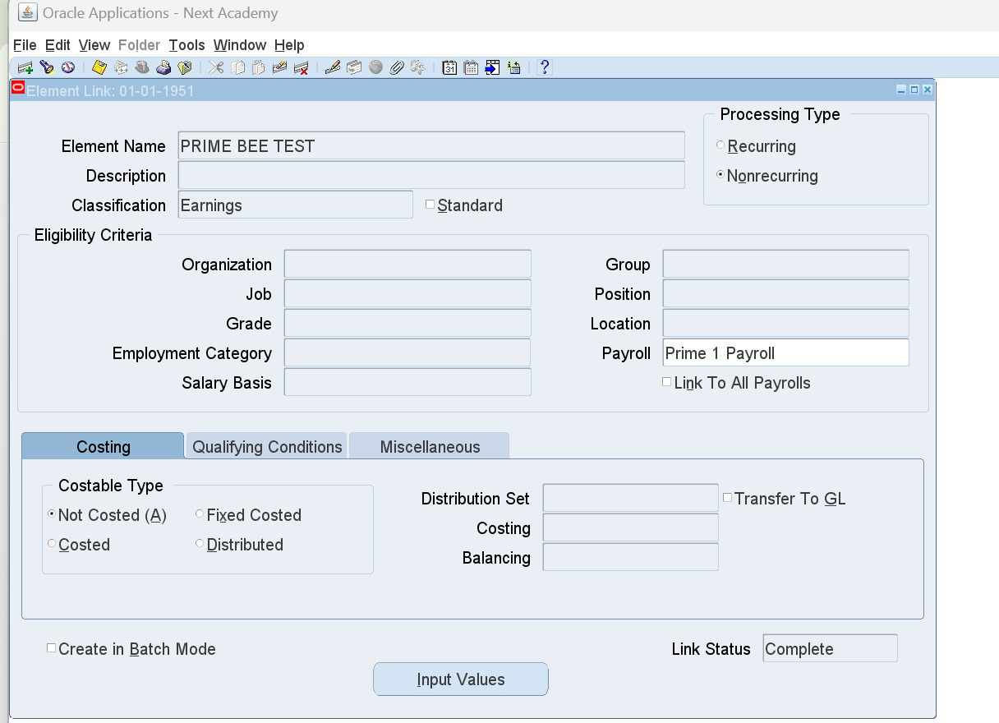 Oracle Applications - Next Academy
File Edit View Folder Tools Window Help
Element Link: 01-01-1951
Processing Type
Element Name PRIME BEE TEST
Recurring
Description
Nonrecurring
Classification Earnings Standard
Eligibility Criteria
Organization Group
Job Position
Grade Location
Employment Category Payroll Prime 1 Payroll
Salary Basis Link To All Payrolls
Costing Qualifying Conditions Miscellaneous
Costable Type
Distribution Set Transfer To GL
Not Costed (A) Fixed Costed
Costing
Costed Distributed
Balancing
Create in Batch Mode Link Status Complete
Input Values